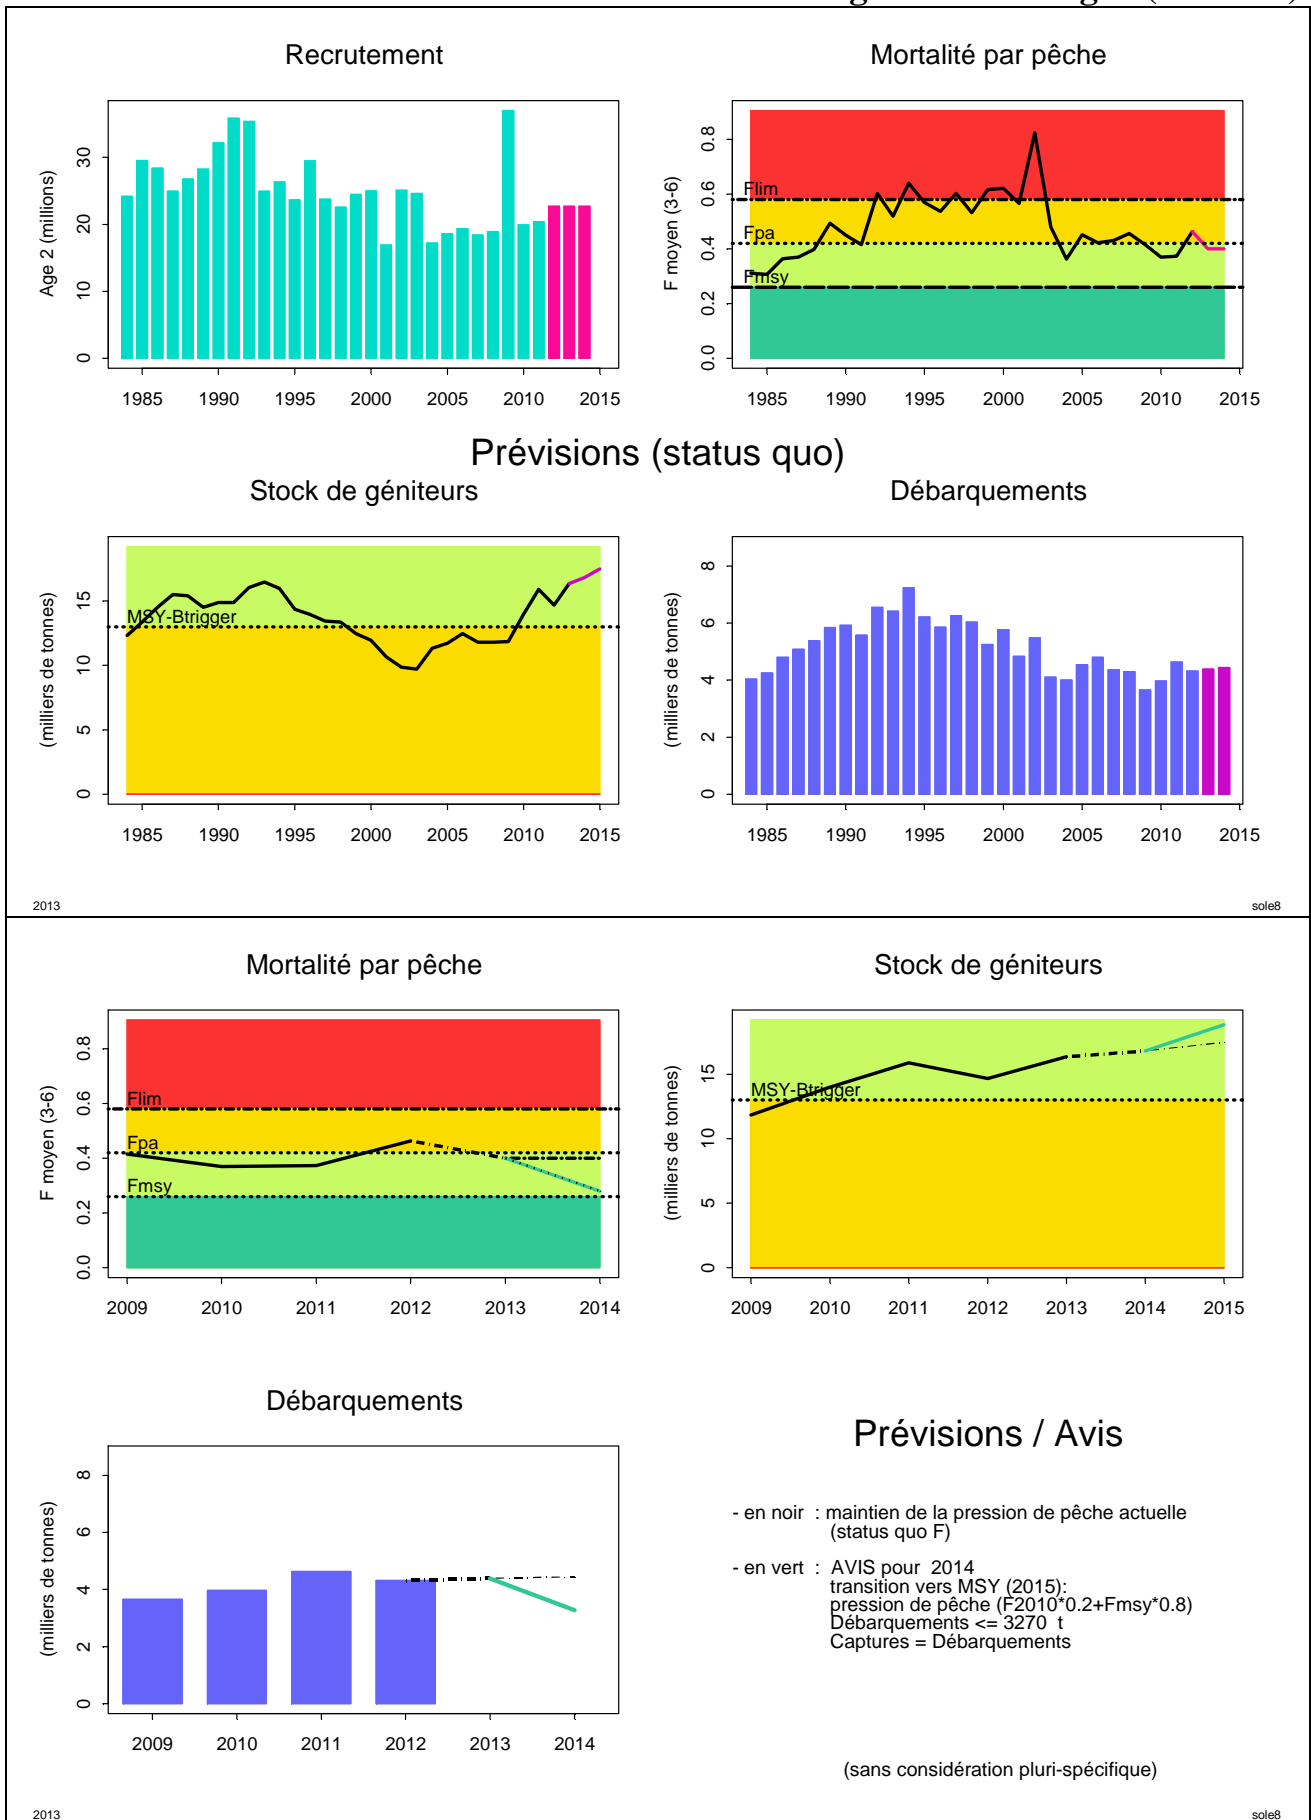 Recrutement
Age 2 (millions)
0 10 20 30
1985 1990 1995 2000 2005 2010 2015
Mortalité par pêche
F moyen (3-6)
0.0 0.2 0.4 0.6 0.8
Flim
Fpa
Fmsy
1985 1990 1995 2000 2005 2010 2015
Prévisions (status quo)
Stock de géniteurs
(milliers de tonnes)
0 5 10 15
MSY-Btrigger
1985 1990 1995 2000 2005 2010 2015
Débarquements
(milliers de tonnes)
0 2 4 6 8
1985 1990 1995 2000 2005 2010 2015
2013
sole8
Mortalité par pêche
F moyen (3-6)
0.0 0.2 0.4 0.6 0.8
Flim
Fpa
Fmsy
2009 2010 2011 2012 2013 2014
Stock de géniteurs
(milliers de tonnes)
0 5 10 15
MSY-Btrigger
2009 2010 2011 2012 2013 2014 2015
Débarquements
(milliers de tonnes)
0 2 4 6 8
2009 2010 2011 2012 2013 2014
Prévisions / Avis
- en noir : maintien de la pression de pêche actuelle
(status quo F)
- en vert : AVIS pour 2014
transition vers MSY (2015):
pression de pêche (F2010*0.2+Fmsy*0.8)
Débarquements <= 3270 t
Captures = Débarquements
(sans considération pluri-spécifique)
2013
sole8